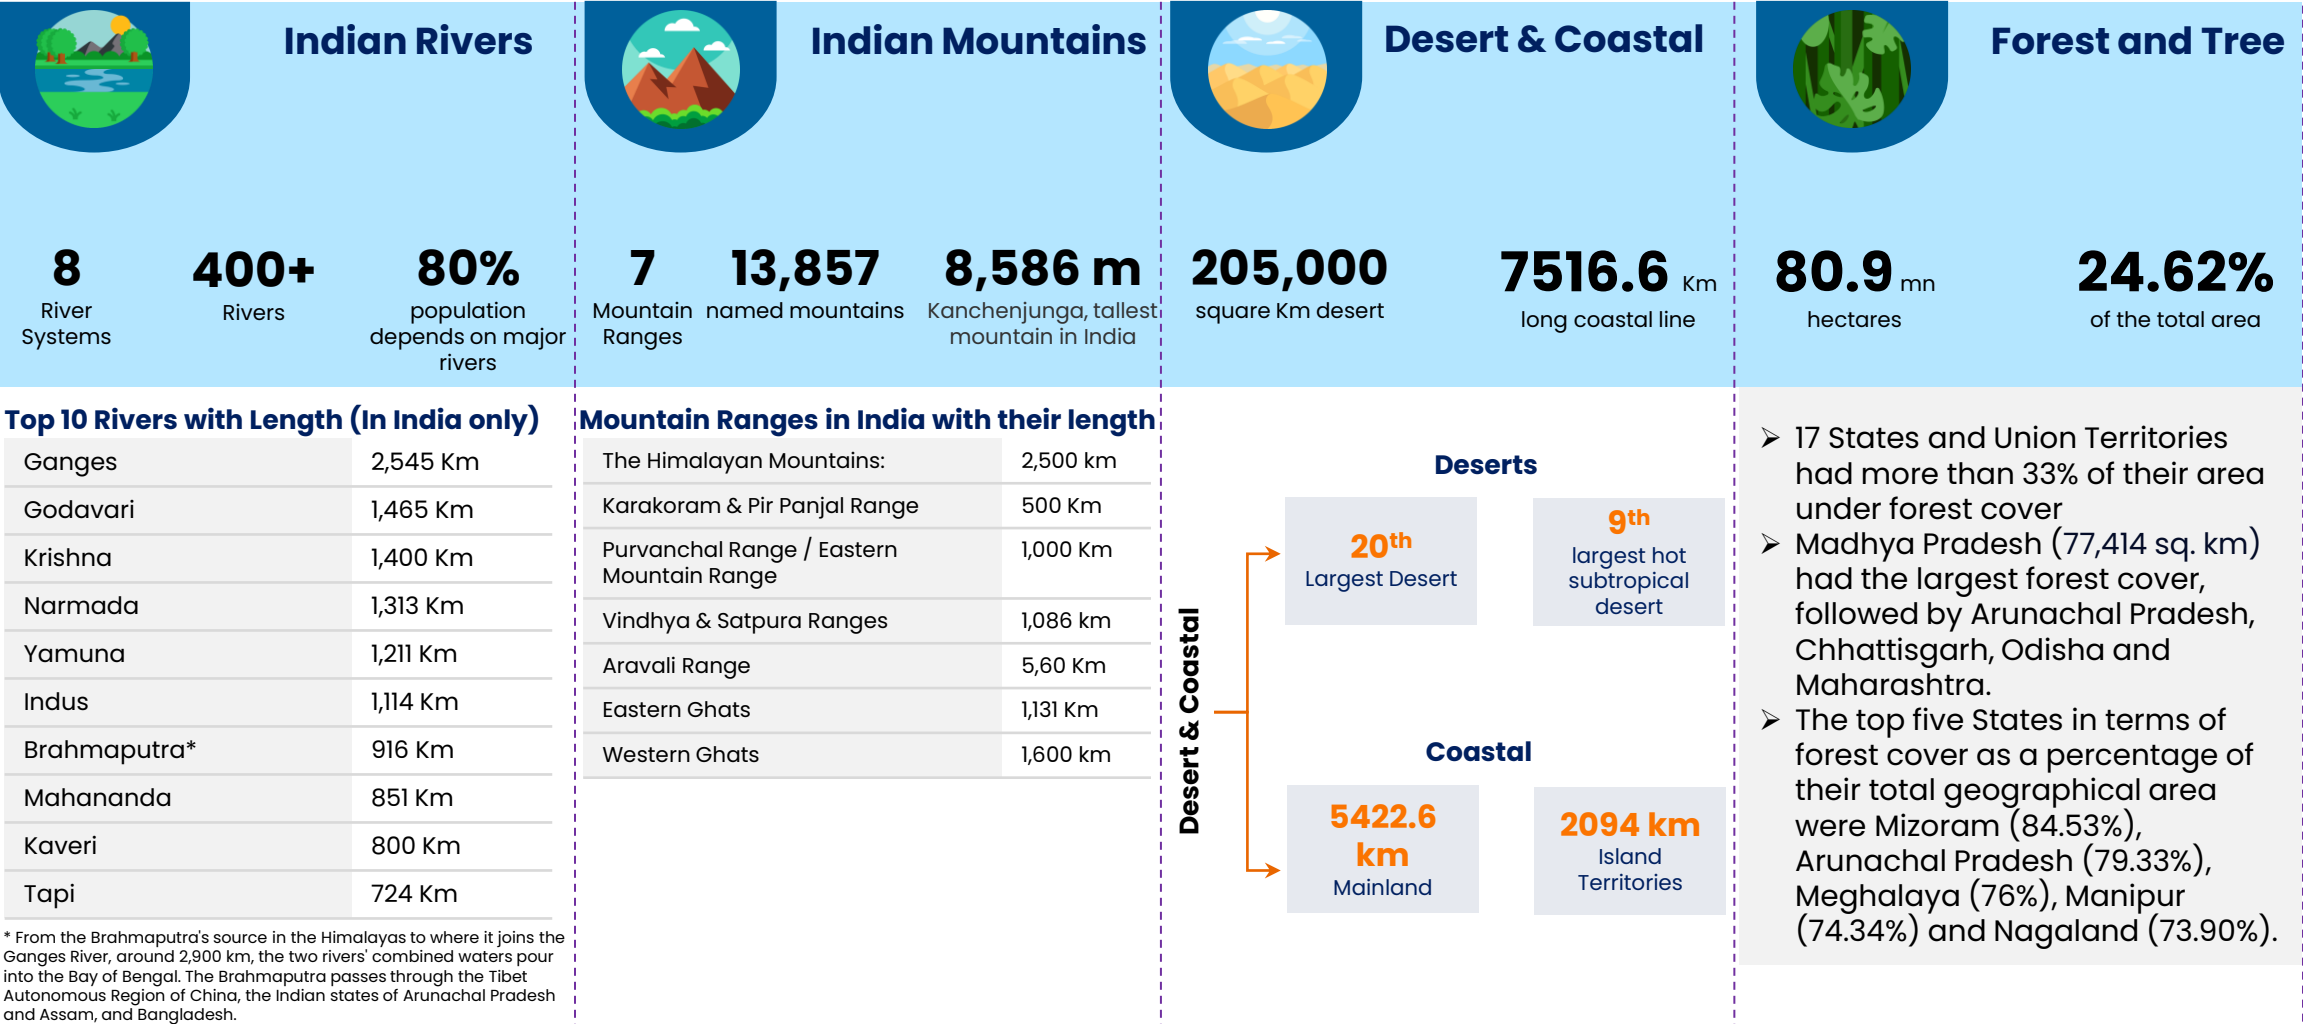 Indian Rivers
8
River
Systems
400+
Rivers
80%
population
depends on major
rivers
Top 10 Rivers with Length (In India only)
Ganges 2,545 Km
Godavari 1,465 Km
Krishna 1,400 Km
Narmada 1,313 Km
Yamuna 1,211 Km
Indus 1,114 Km
Brahmaputra* 916 Km
Mahananda 851 Km
Kaveri 800 Km
Tapi 724 Km
* From the Brahmaputra's source in the Himalayas to where it joins the
Ganges River, around 2,900 km, the two rivers' combined waters pour
into the Bay of Bengal. The Brahmaputra passes through the Tibet
Autonomous Region of China, the Indian states of Arunachal Pradesh
and Assam, and Bangladesh.
Indian Mountains
7
Mountain
Ranges
13,857
named mountains
8,586 m
Kanchenjunga, tallest
mountain in India
Mountain Ranges in India with their length
The Himalayan Mountains: 2,500 km
Karakoram & Pir Panjal Range 500 Km
Purvanchal Range / Eastern 1,000 Km
Mountain Range
Vindhya & Satpura Ranges 1,086 km
Aravali Range 5,60 Km
Eastern Ghats 1,131 Km
Western Ghats 1,600 km
Desert & Coastal
205,000
square Km desert
7516.6 Km
long coastal line
Desert & Coastal
Deserts
20th
Largest Desert
9th
largest hot
subtropical
desert
Coastal
5422.6
km
Mainland
2094 km
Island
Territories
Forest and Tree
80.9 mn
hectares
24.62%
of the total area
➢ 17 States and Union Territories
had more than 33% of their area
under forest cover
➢ Madhya Pradesh (77,414 sq. km)
had the largest forest cover,
followed by Arunachal Pradesh,
Chhattisgarh, Odisha and
Maharashtra.
➢ The top five States in terms of
forest cover as a percentage of
their total geographical area
were Mizoram (84.53%),
Arunachal Pradesh (79.33%),
Meghalaya (76%), Manipur
(74.34%) and Nagaland (73.90%).